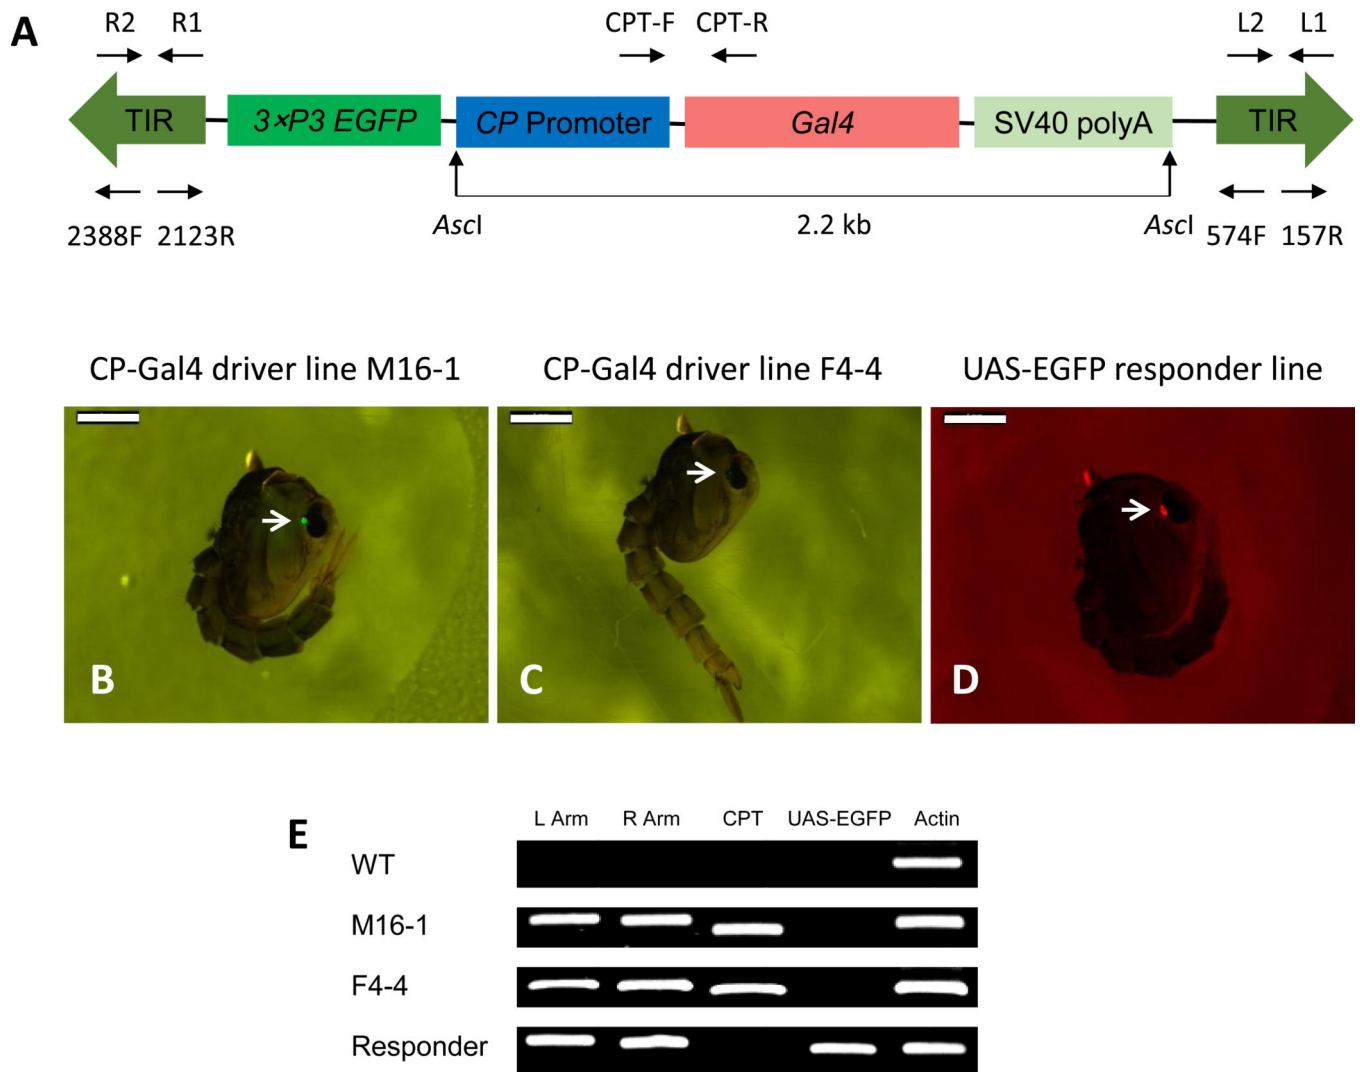 A
R2 R1 CPT-F CPT-R L2 L1
TIR 3×P3 EGFP CP Promoter Gal4 SV40 polyA TIR
2388F 2123R AscI 2.2 kb AscI 574F 157R
CP-Gal4 driver line M16-1 CP-Gal4 driver line F4-4 UAS-EGFP responder line
B C D
E
L Arm R Arm CPT UAS-EGFP Actin
WT
M16-1
F4-4
Responder